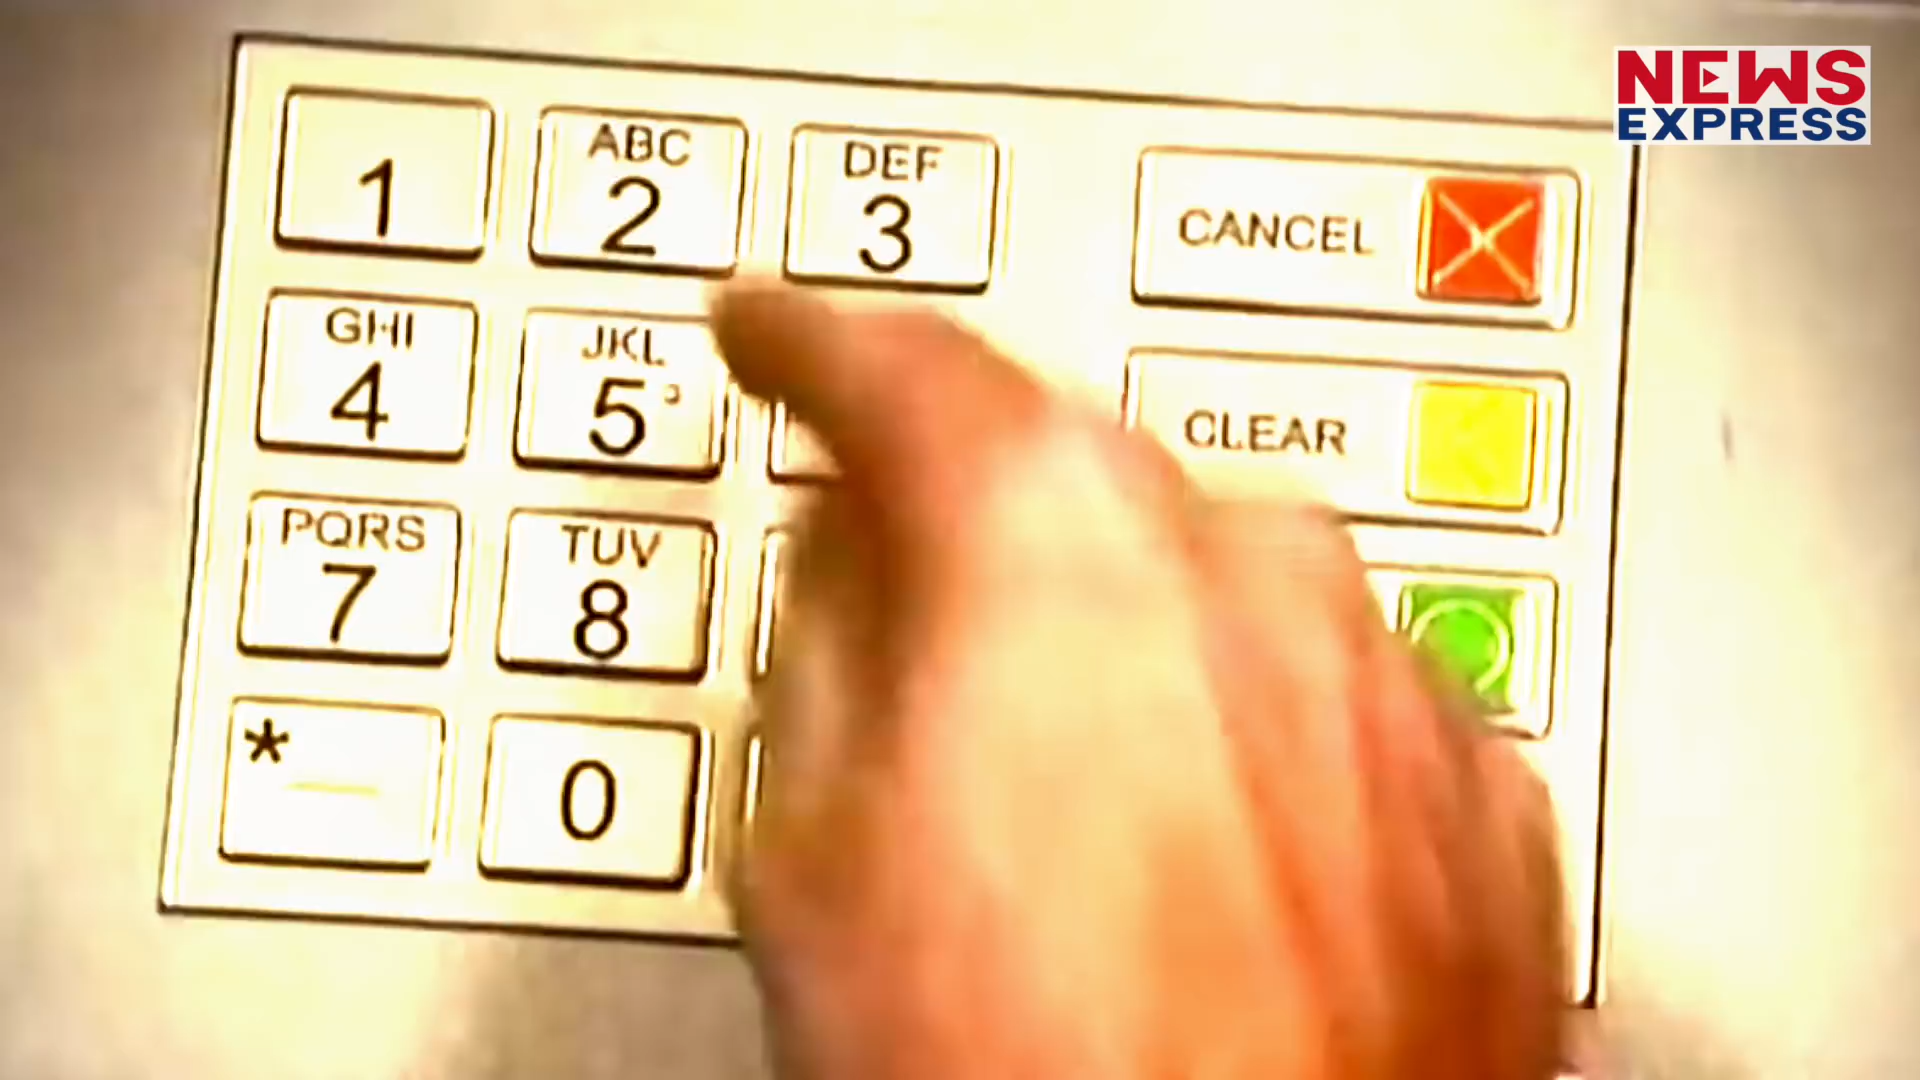 NEWS
EXPRESS
1
ABC
2
DEF
3
CANCEL
GHI
4
JKL
5
CLEAR
PQRS
7
TUV
8
*
0